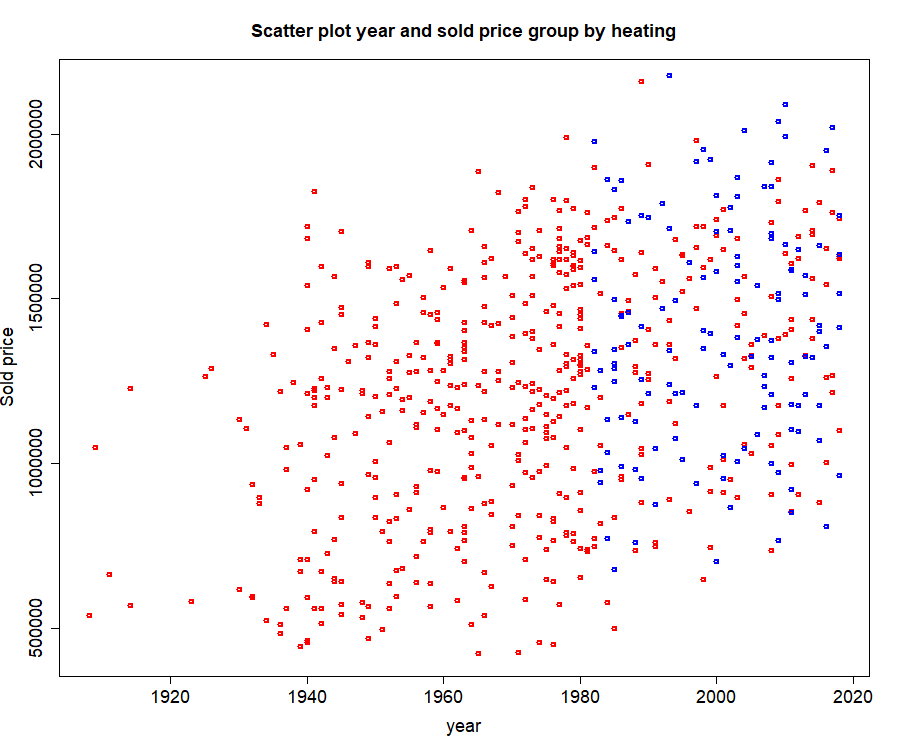 Scatter plot year and sold price group by heating
Sold price
2000000
1500000
1000000
500000
1920 1940 1960 1980 2000 2020
year